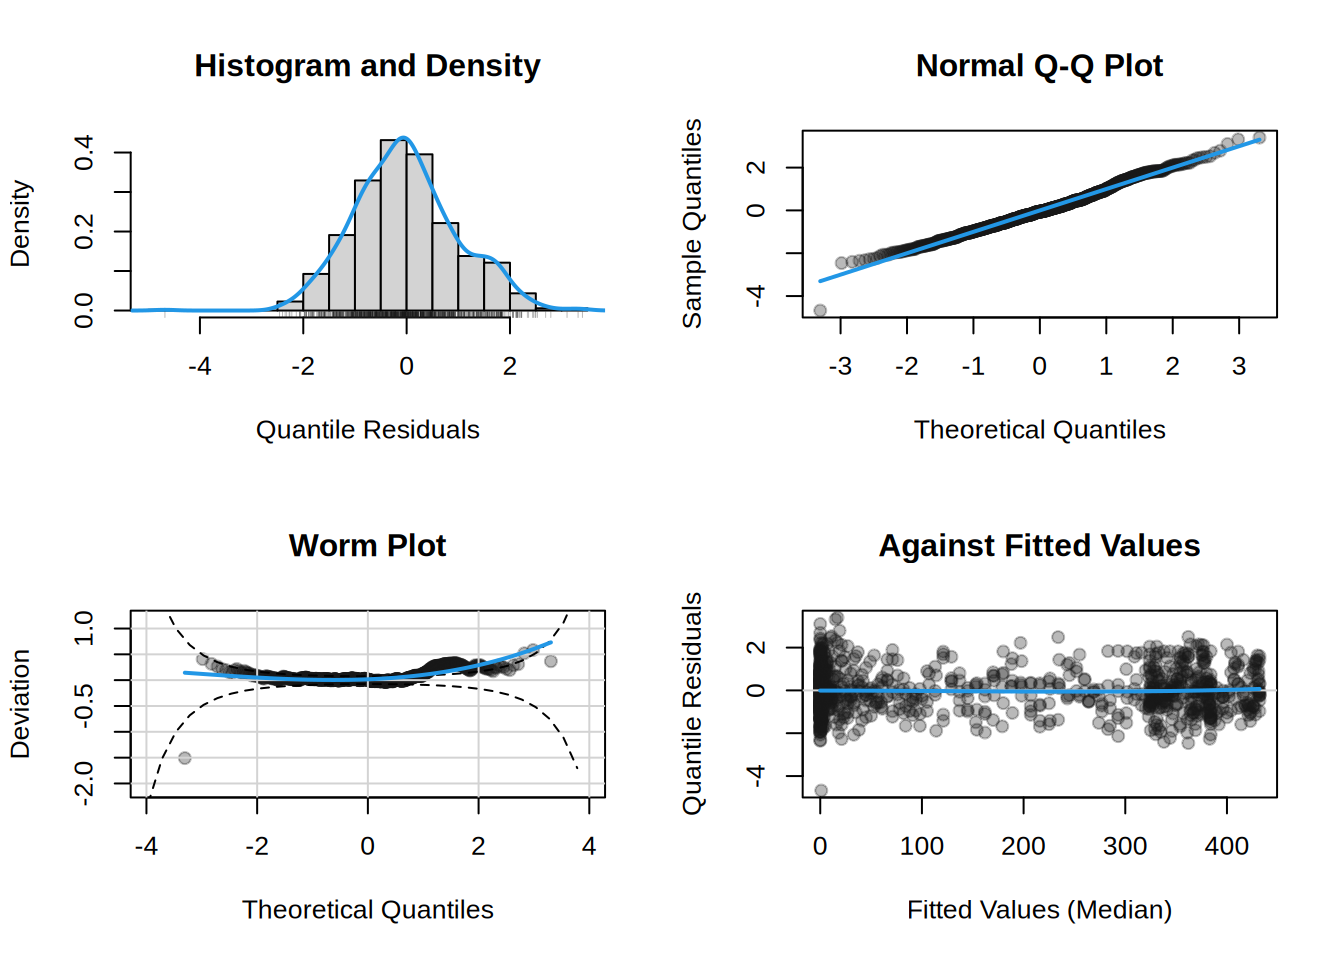 Histogram and Density
Density
0.0 0.2 0.4
-4 -2 0 2
Quantile Residuals
Normal Q-Q Plot
Sample Quantiles
-4 0 2
-3 -2 -1 0 1 2 3
Theoretical Quantiles
Worm Plot
Deviation
-2.0 -0.5 1.0
-4 -2 0 2 4
Theoretical Quantiles
Against Fitted Values
Quantile Residuals
-4 0 2
0 100 200 300 400
Fitted Values (Median)